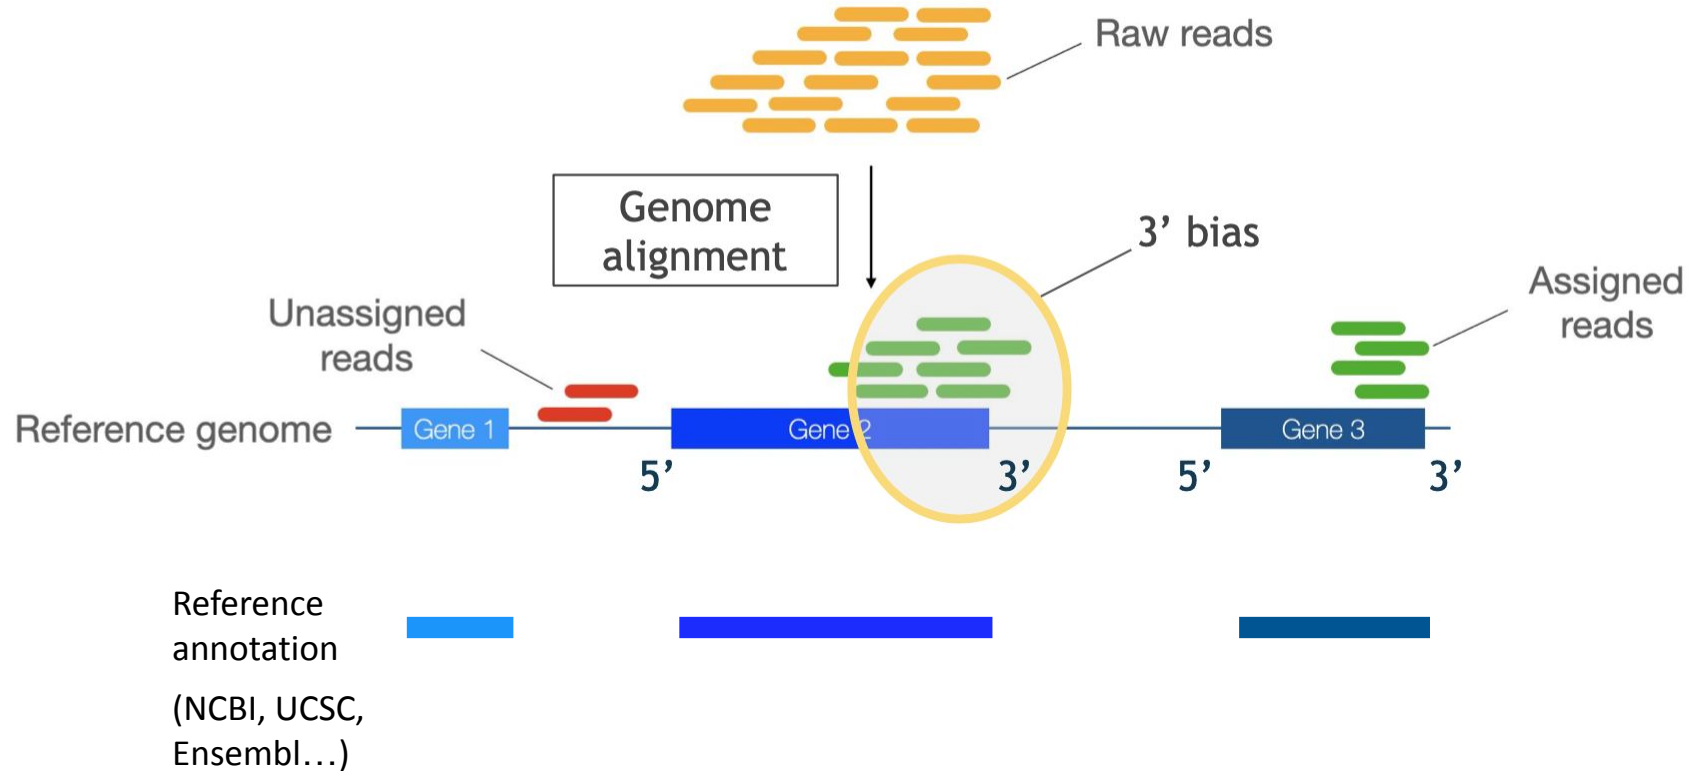 Raw reads
Genome
alignment
3’ bias
Unassigned
reads
Assigned
reads
Reference genome
Gene 1
Gene 2
Gene 3
5’
3’
5’
3’
Reference
annotation
(NCBI, UCSC,
Ensembl…)